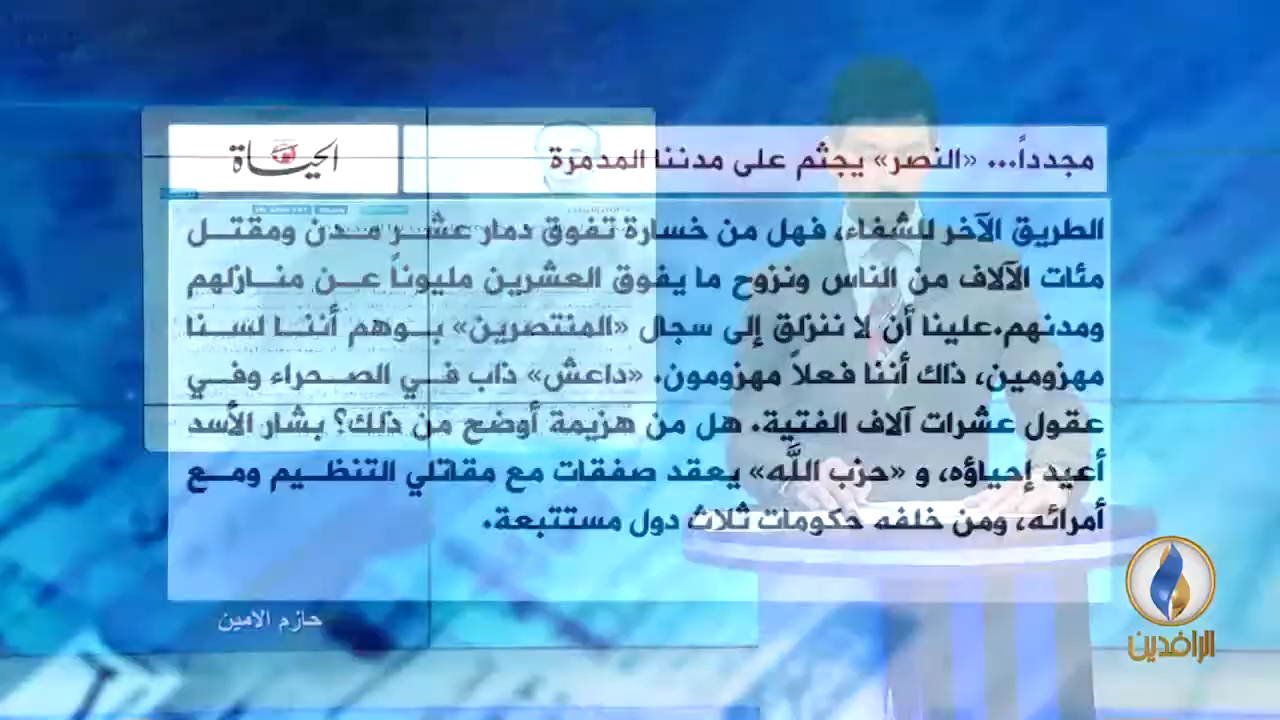 مجدداً... «النصر» يجثم على مدننا المدمرة
الحياة
الطريق الآخر للشفاء، فهل من خسارة تفوق دمار عشر مدن ومقتل
مئات الآلاف من الناس ونزوح ما يفوق العشرين مليوناً عن منازلهم
ومدنهم.علينا أن لا ننزلق إلى سجال «المنتصرين» بوهم أننا لسنا
مهزومين، ذاك أننا فعلاً مهزومون. «داعش» ذاب في الصحراء وفي
عقول عشرات آلاف الفتية. هل من هزيمة أوضح من ذلك؟ بشار الأسد
أعيد إحياؤه، و «حزب الله» يعقد صفقات مع مقاتلي التنظيم ومع
أمرائه، ومن خلفه حكومات ثلاث دول مستتبعة.
حازم الامين
الرافدين